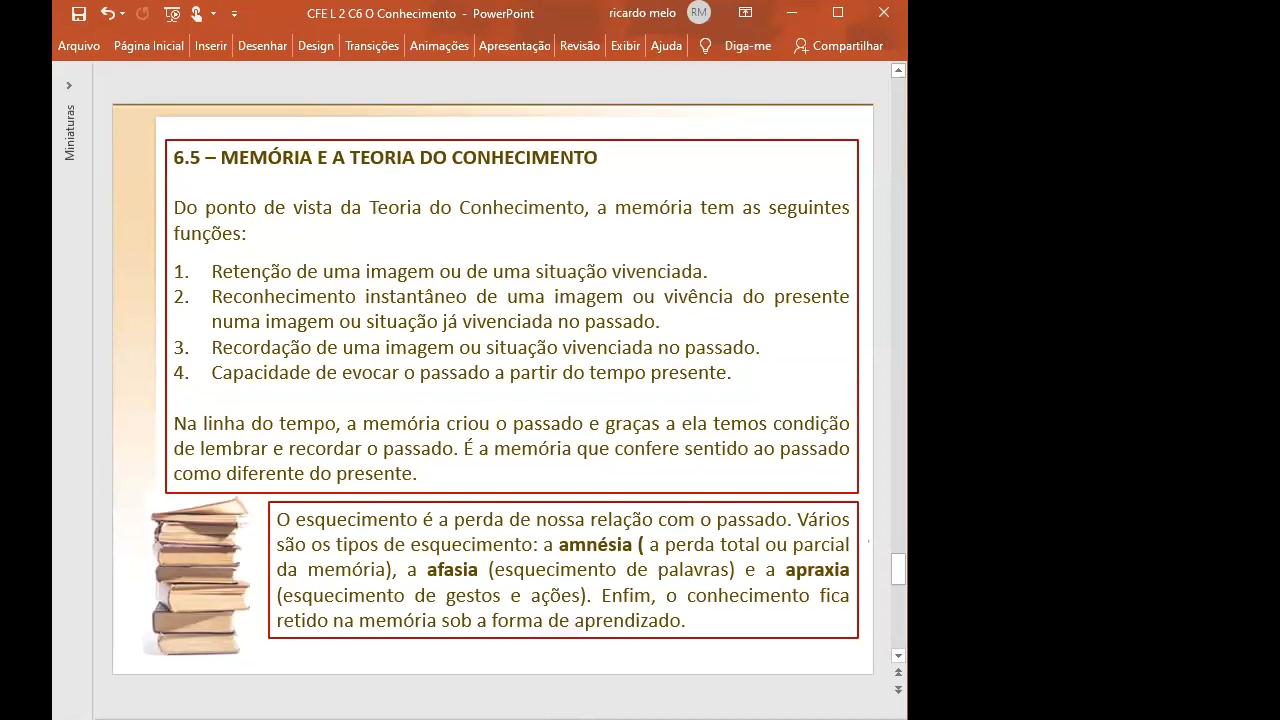 CFE L 2 C6 O Conhecimento - PowerPoint
ricardo melo RM
Arquivo Página Inicial Inserir Desenhar Design Transições Animações Apresentação Revisão Exibir Ajuda Diga-me Compartilhar
Miniaturas
6.5 – MEMÓRIA E A TEORIA DO CONHECIMENTO
Do ponto de vista da Teoria do Conhecimento, a memória tem as seguintes
funções:
1. Retenção de uma imagem ou de uma situação vivenciada.
2. Reconhecimento instantâneo de uma imagem ou vivência do presente
numa imagem ou situação já vivenciada no passado.
3. Recordação de uma imagem ou situação vivenciada no passado.
4. Capacidade de evocar o passado a partir do tempo presente.
Na linha do tempo, a memória criou o passado e graças a ela temos condição
de lembrar e recordar o passado. É a memória que confere sentido ao passado
como diferente do presente.
O esquecimento é a perda de nossa relação com o passado. Vários
são os tipos de esquecimento: a amnésia ( a perda total ou parcial
da memória), a afasia (esquecimento de palavras) e a apraxia
(esquecimento de gestos e ações). Enfim, o conhecimento fica
retido na memória sob a forma de aprendizado.